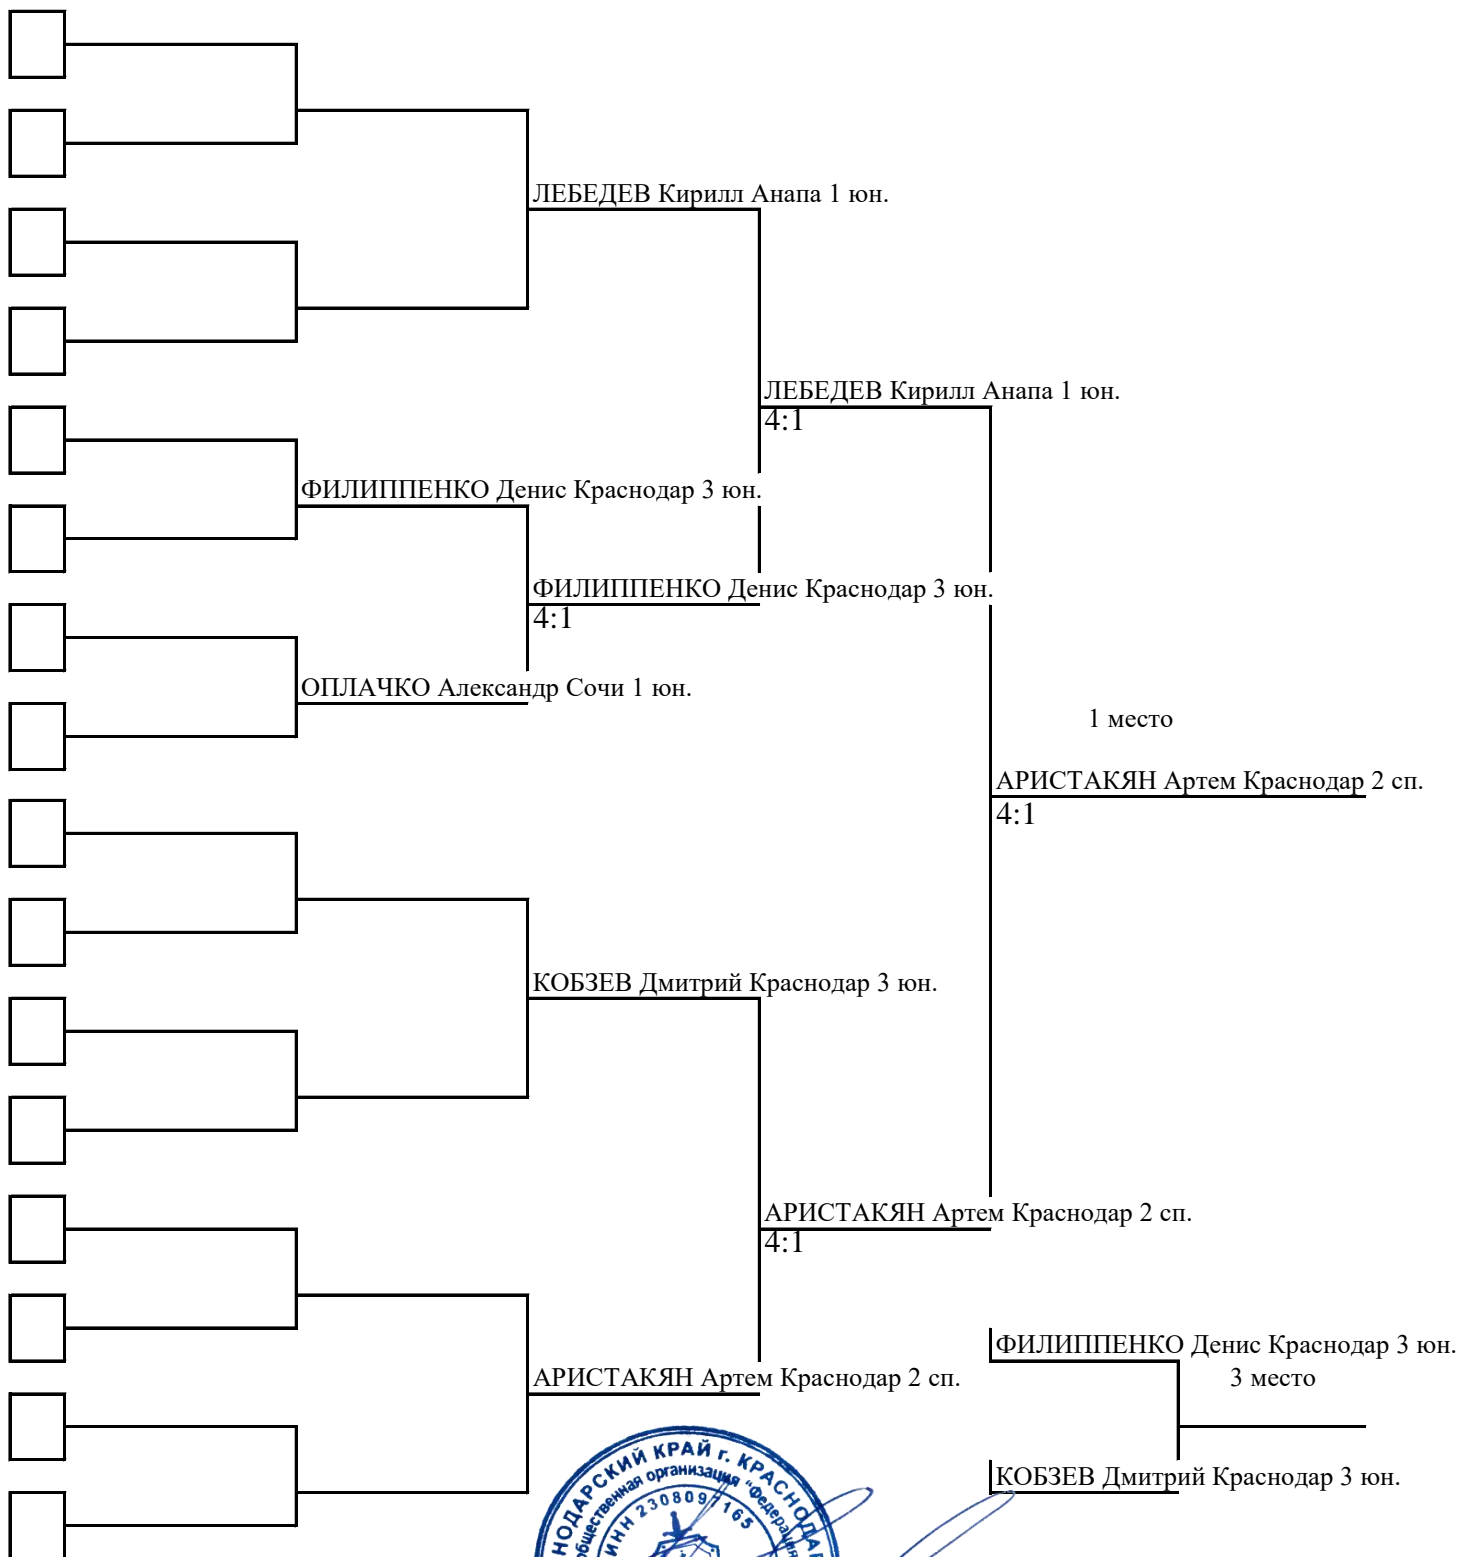 ЛЕБЕДЕВ Кирилл Анапа 1 юн.
ЛЕБЕДЕВ Кирилл Анапа 1 юн.
4:1
ФИЛИППЕНКО Денис Краснодар 3 юн.
ФИЛИППЕНКО Денис Краснодар 3 юн.
4:1
ОПЛАЧКО Александр Сочи 1 юн.
1 место
АРИСТАКЯН Артем Краснодар 2 сп.
4:1
КОБЗЕВ Дмитрий Краснодар 3 юн.
АРИСТАКЯН Артем Краснодар 2 сп.
4:1
ФИЛИППЕНКО Денис Краснодар 3 юн.
АРИСТАКЯН Артем Краснодар 2 сп.
3 место
КОБЗЕВ Дмитрий Краснодар 3 юн.
КРАЙ г.
общественная организация "Федерация
ИНН 2308097165